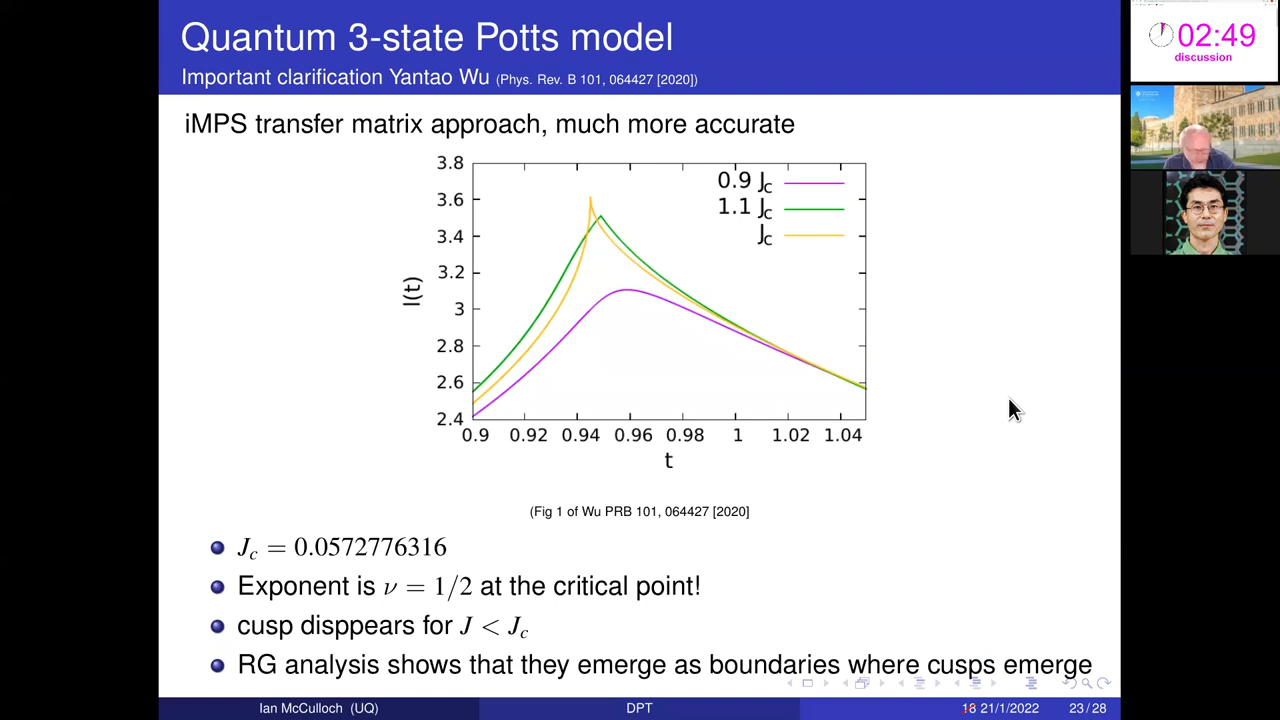 Quantum 3-state Potts model
Important clarification Yantao Wu (Phys. Rev. B 101, 064427 [2020])
iMPS transfer matrix approach, much more accurate
3.8
3.6
3.4
3.2
3
2.8
2.6
2.4
l(t)
0.9 Jc
1.1 Jc
Jc
0.9 0.92 0.94 0.96 0.98 1 1.02 1.04
t
(Fig 1 of Wu PRB 101, 064427 [2020]
Jc = 0.0572776316
Exponent is ν = 1/2 at the critical point!
cusp disppears for J < Jc
RG analysis shows that they emerge as boundaries where cusps emerge
Ian McCulloch (UQ) DPT 18 21/1/2022 23 / 28
02:49
discussion